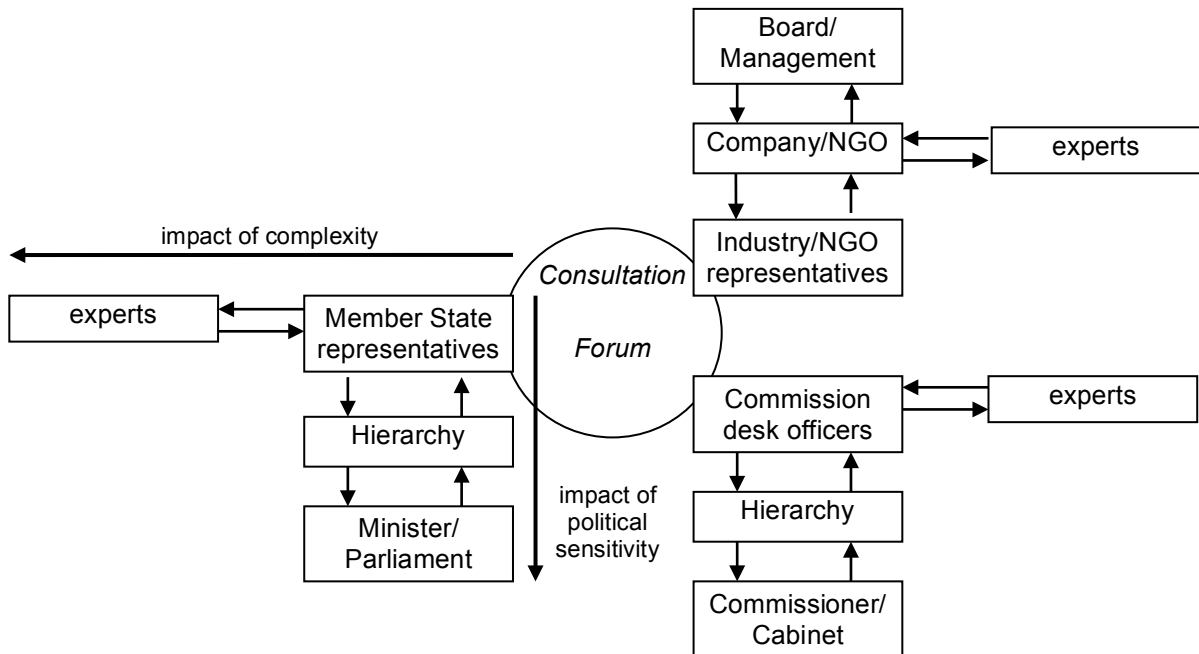 Board/
Management
Company/NGO
experts
Industry/NGO
representatives
impact of complexity
Consultation
Forum
experts
Member State
representatives
Hierarchy
Minister/
Parliament
impact of
political
sensitivity
Commission
desk officers
experts
Hierarchy
Commissioner/
Cabinet